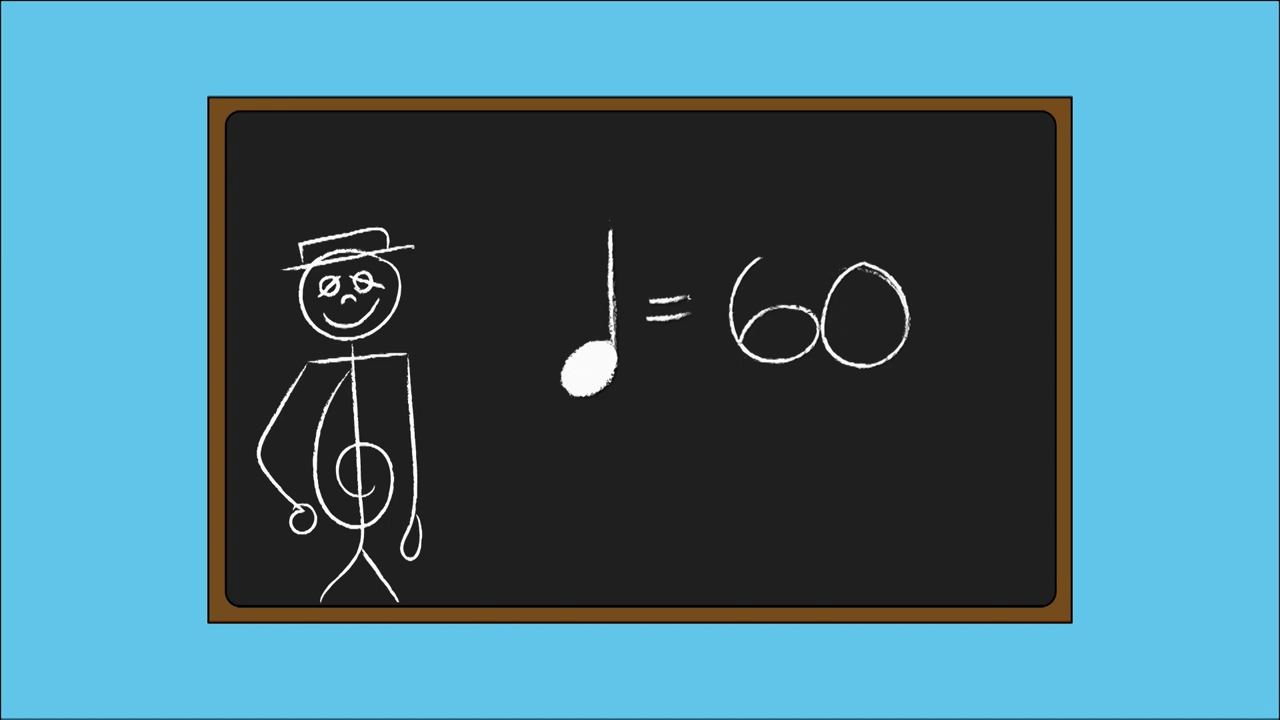 ♩ = 60